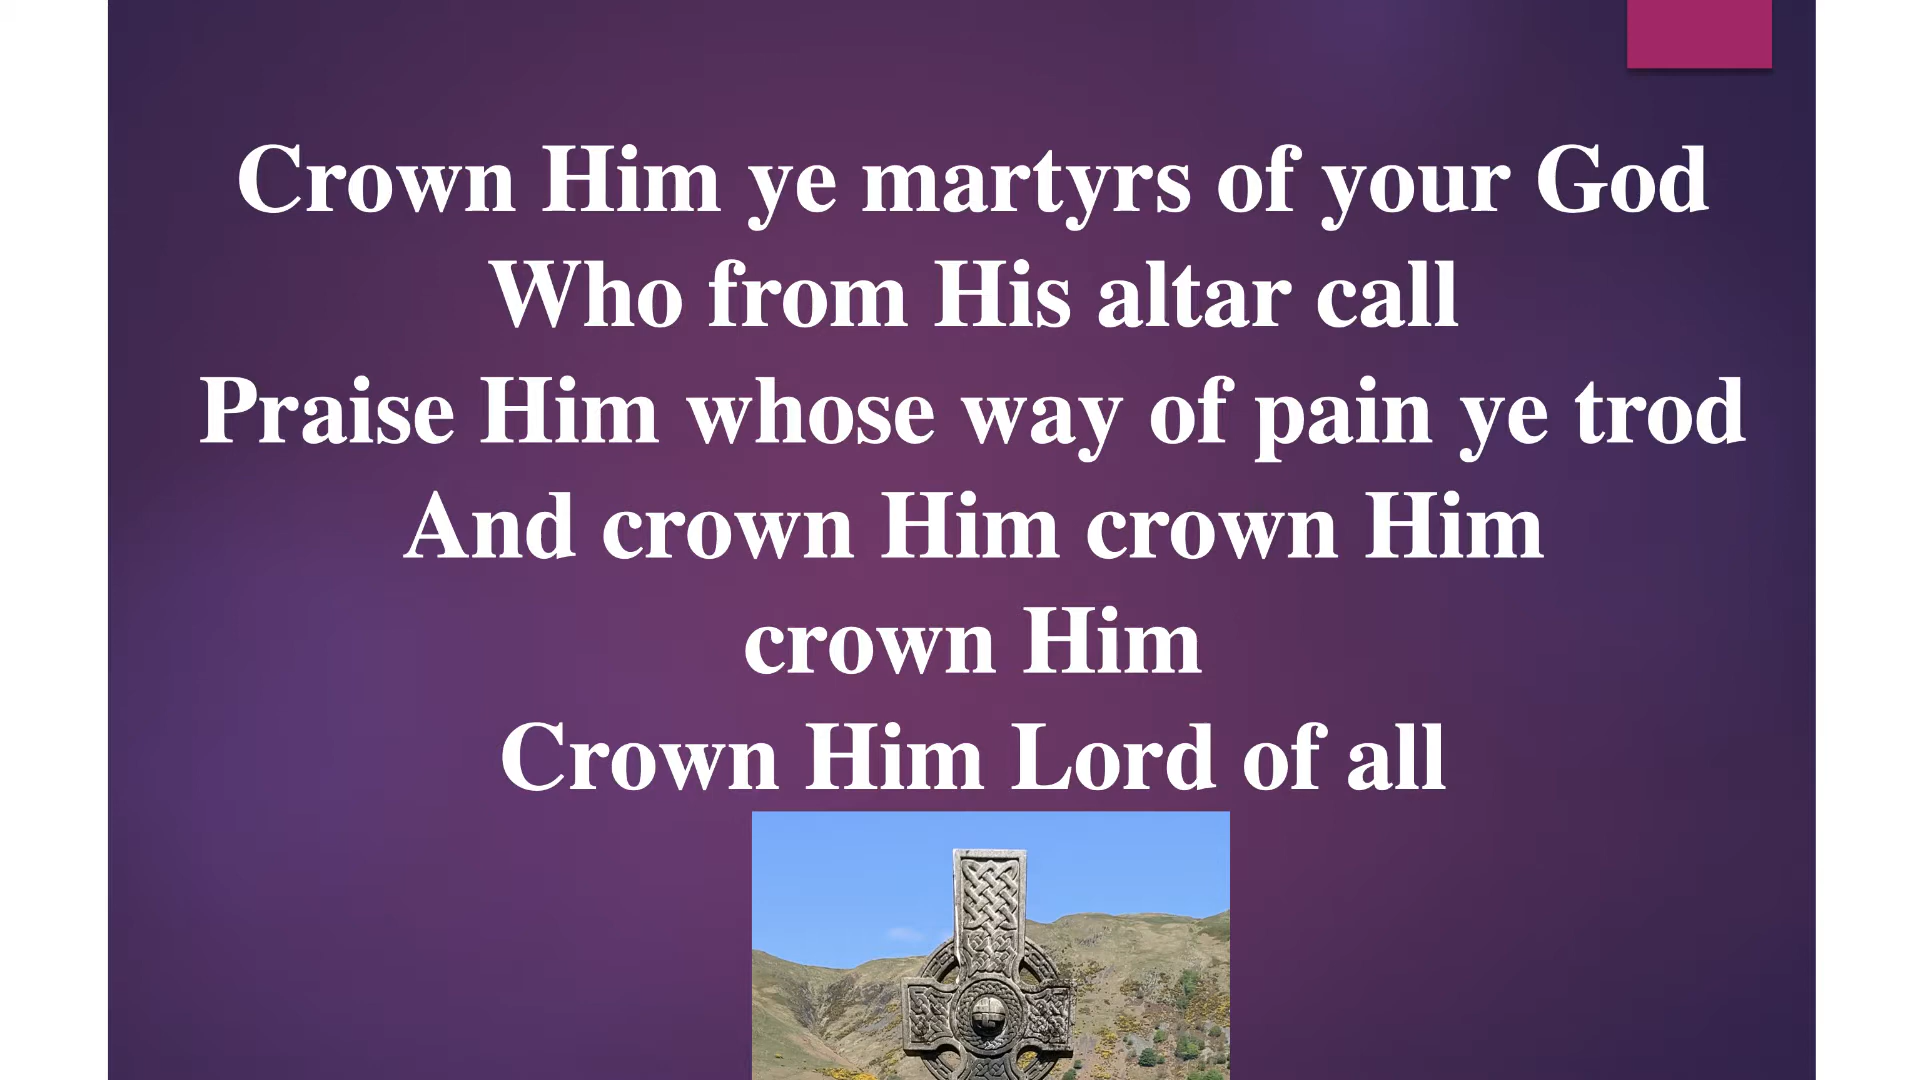 Crown Him ye martyrs of your God
Who from His altar call
Praise Him whose way of pain ye trod
And crown Him crown Him
crown Him
Crown Him Lord of all